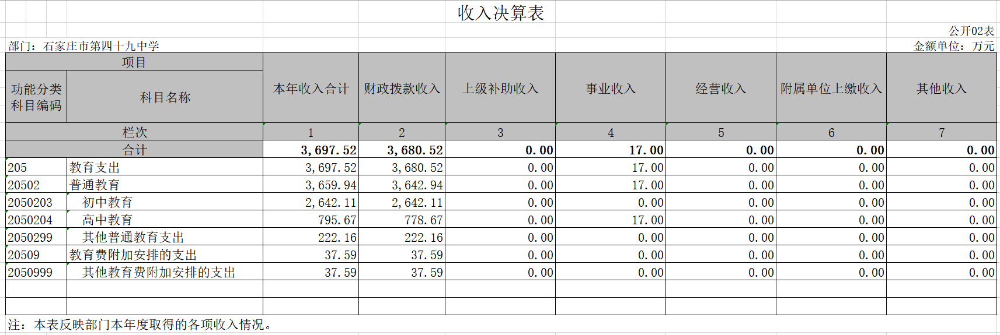 收入决算表
公开02表
部门：石家庄市第四十九中学 金额单位：万元
项目 本年收入合计 财政拨款收入 上级补助收入 事业收入 经营收入 附属单位上缴收入 其他收入
功能分类科目编码 科目名称
栏次 1 2 3 4 5 6 7
合计 3,697.52 3,680.52 0.00 17.00 0.00 0.00 0.00
205 教育支出 3,697.52 3,680.52 0.00 17.00 0.00 0.00 0.00
20502 普通教育 3,659.94 3,642.94 0.00 17.00 0.00 0.00 0.00
2050203 初中教育 2,642.11 2,642.11 0.00 0.00 0.00 0.00 0.00
2050204 高中教育 795.67 778.67 0.00 17.00 0.00 0.00 0.00
2050299 其他普通教育支出 222.16 222.16 0.00 0.00 0.00 0.00 0.00
20509 教育费附加安排的支出 37.59 37.59 0.00 0.00 0.00 0.00 0.00
2050999 其他教育费附加安排的支出 37.59 37.59 0.00 0.00 0.00 0.00 0.00
注：本表反映部门本年度取得的各项收入情况。